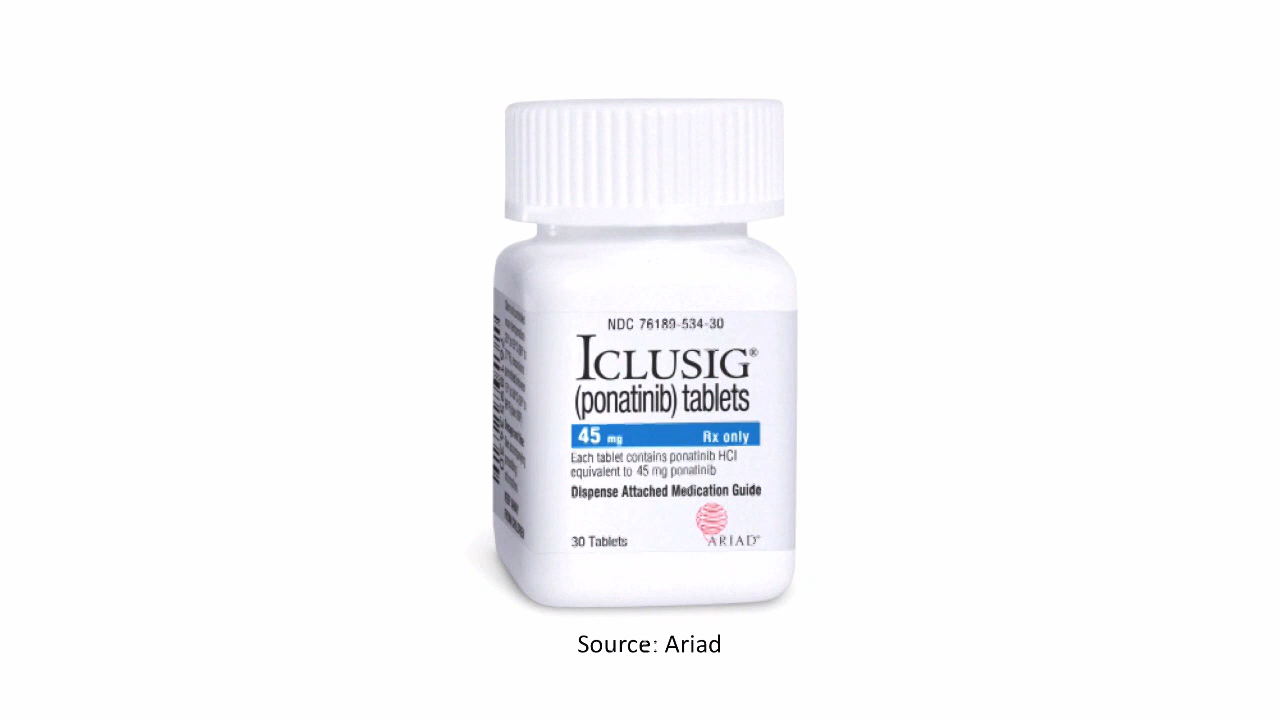 NDC 76189-534-30
ICLUSIG®
(ponatinib) tablets
45 mg Rx only
Each tablet contains ponatinib HCl
equivalent to 45 mg ponatinib
Dispense Attached Medication Guide
30 Tablets
ARIAD®
Source: Ariad